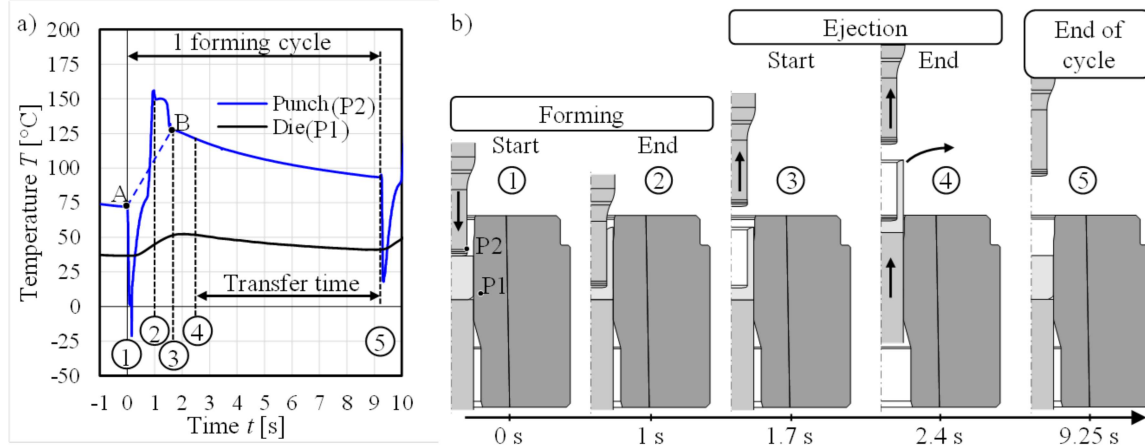 a)
Temperature T [°C]
200
175
150
125
100
75
50
25
0
-25
-50
1 forming cycle
Punch (P2)
Die(P1)
A
B
Transfer time
1
2
3
4
5
-1 0 1 2 3 4 5 6 7 8 9 10
Time t [s]
b)
Forming
Start
End
Ejection
Start
End
End of
cycle
1
2
3
4
5
P2
P1
0 s
1 s
1.7 s
2.4 s
9.25 s